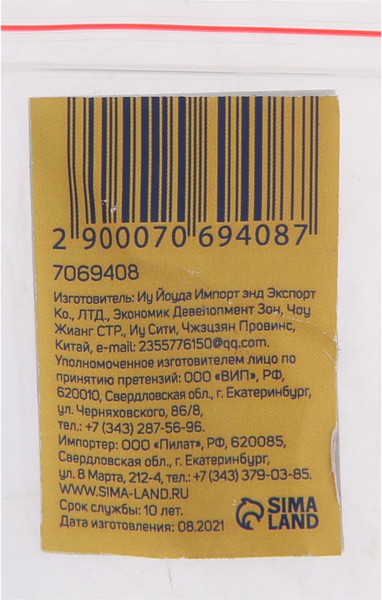 2 900070 694087
7069408
Изготовитель: Иу Йоуда Импорт энд Экспорт
Ко., ЛТД., Экономик Девелопмент Зон, Чоу
Жианг СТР., Иу Сити, Чжэцзян Провинс,
Китай, e-mail: 2355776150@qq.com.
Уполномоченное изготовителем лицо по
принятию претензий: ООО «ВИП», РФ,
620010, Свердловская обл., г. Екатеринбург,
ул. Черняховского, 86/8,
тел.: +7 (343) 287-56-96.
Импортер: ООО «Пилат», РФ, 620085,
Свердловская обл., г. Екатеринбург,
ул. 8 Марта, 212-4, тел.: +7 (343) 379-03-85.
WWW.SIMA-LAND.RU
Срок службы: 10 лет.
Дата изготовления: 08.2021
SIMA
LAND